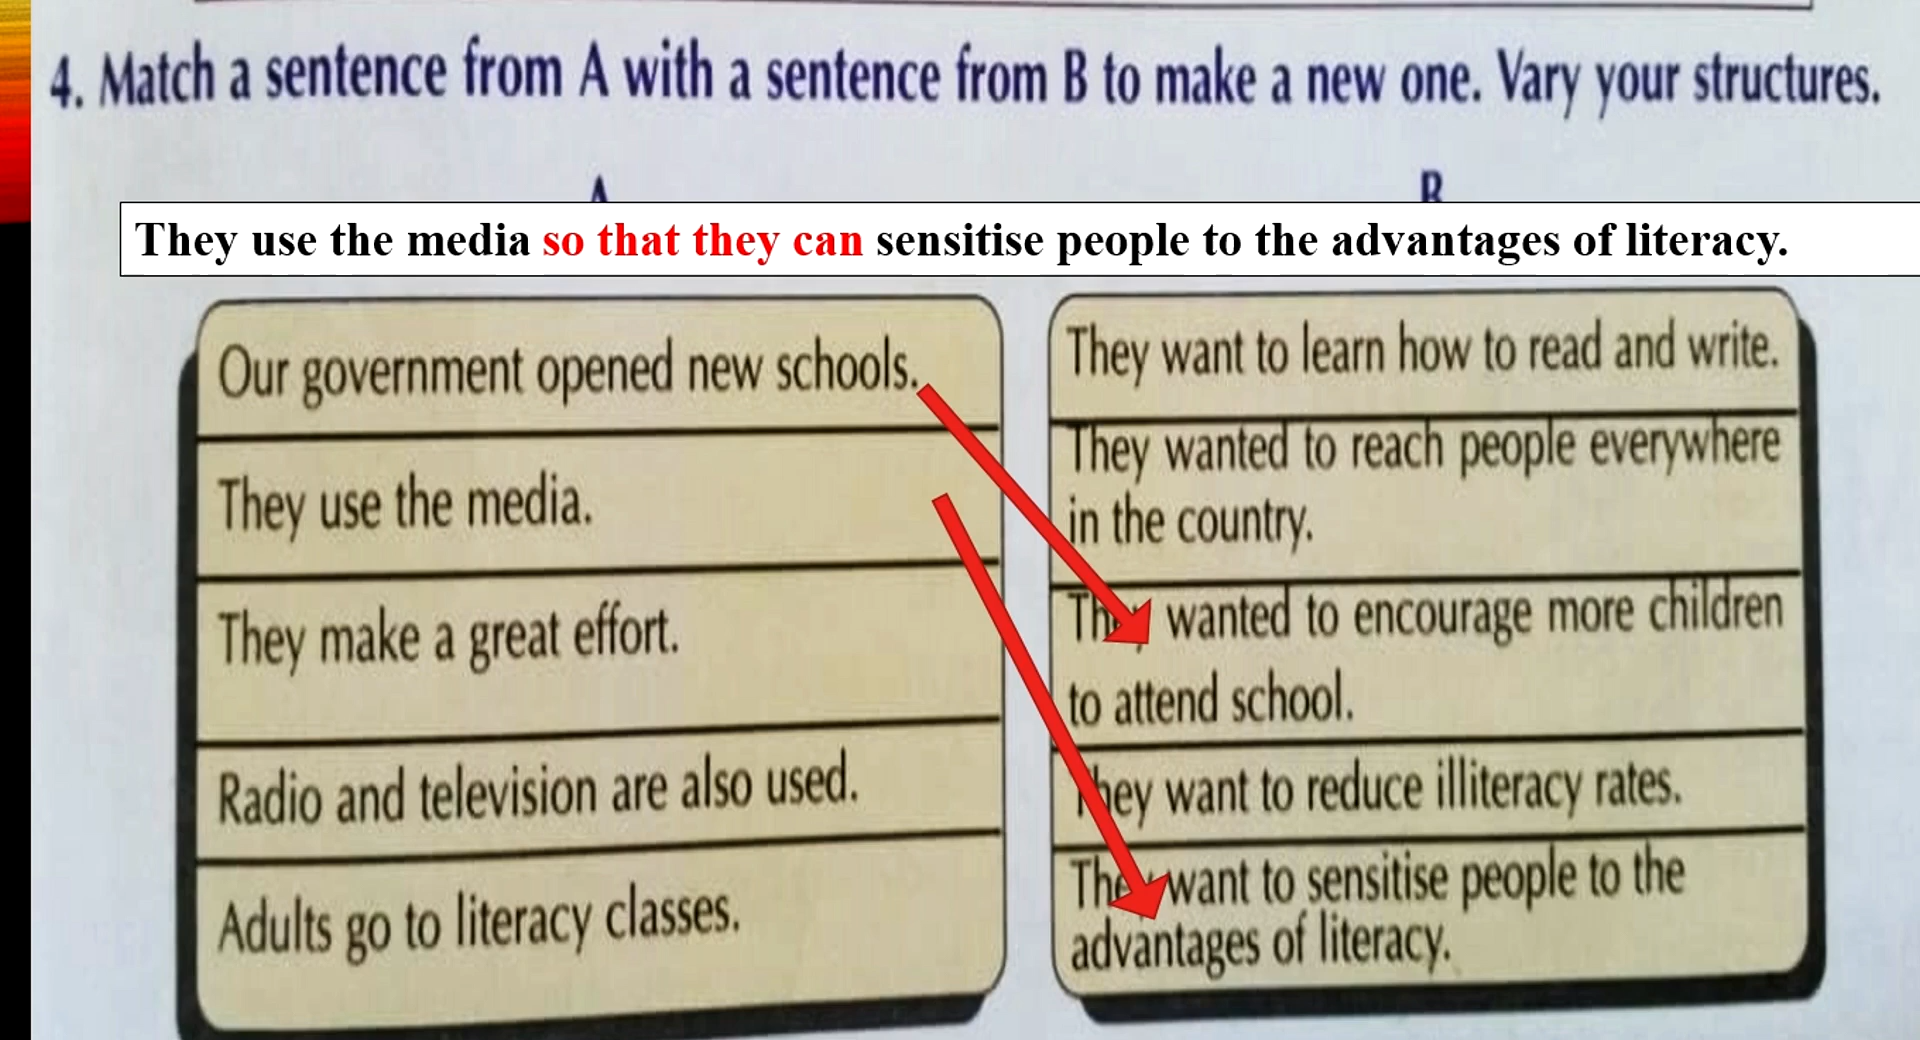 4. Match a sentence from A with a sentence from B to make a new one. Vary your structures.
A
B
They use the media so that they can sensitise people to the advantages of literacy.
Our government opened new schools.
They use the media.
They make a great effort.
Radio and television are also used.
Adults go to literacy classes.
They want to learn how to read and write.
They wanted to reach people everywhere
in the country.
They wanted to encourage more children
to attend school.
They want to reduce illiteracy rates.
They want to sensitise people to the
advantages of literacy.